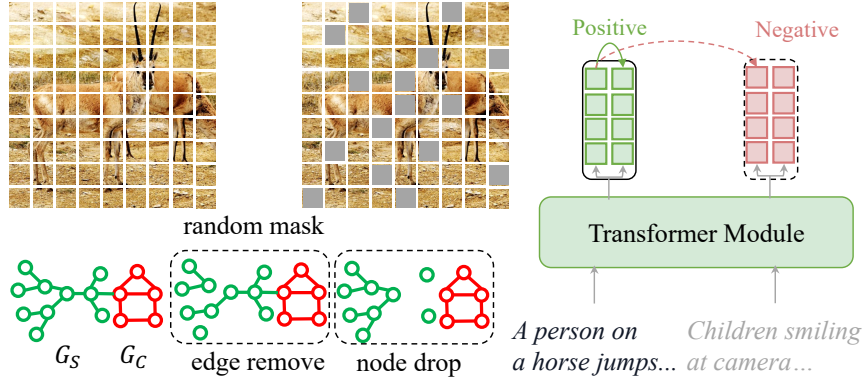 Positive
Negative
random mask
Transformer Module
G_S
G_C
edge remove
node drop
A person on
a horse jumps...
Children smiling
at camera...